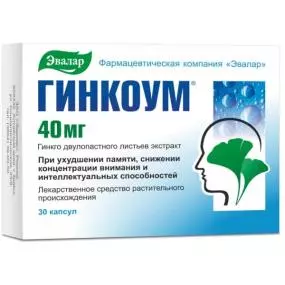 Эвалар
Фармацевтическая компания «Эвалар»
ГИНКОУМ®
40 мг
Гинкго двулопастного листьев экстракт
При ухудшении памяти, снижении
концентрации внимания и
интеллектуальных способностей
Лекарственное средство растительного
происхождения
30 капсул